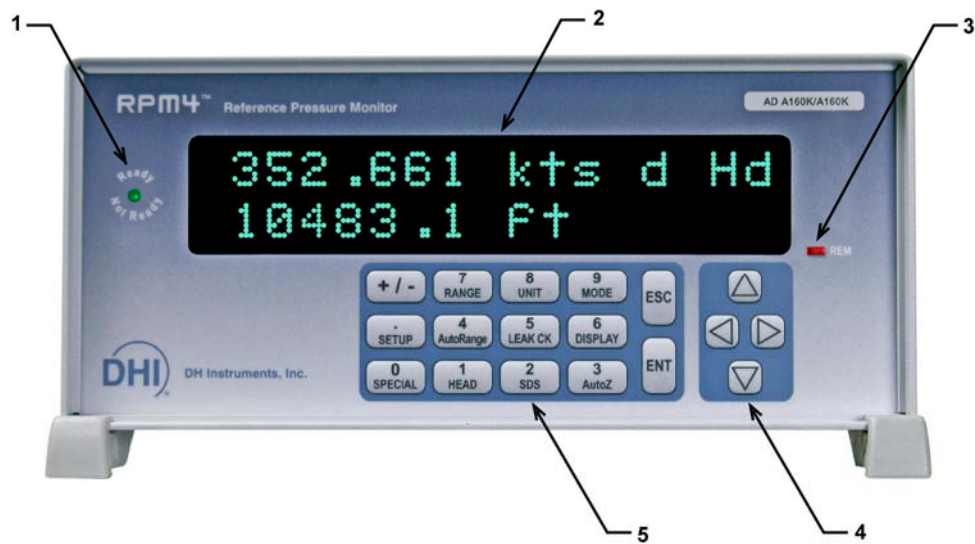 1
2
3
RPM4™ Reference Pressure Monitor
AD A160K/A160K
Ready
Not Ready
352.661 kts d Hd
10483.1 ft
REM
+ / -
7 RANGE
8 UNIT
9 MODE
ESC
. SETUP
4 AutoRange
5 LEAK CK
6 DISPLAY
ENT
0 SPECIAL
1 HEAD
2 SDS
3 AutoZ
DHI® DH Instruments, Inc.
4
5